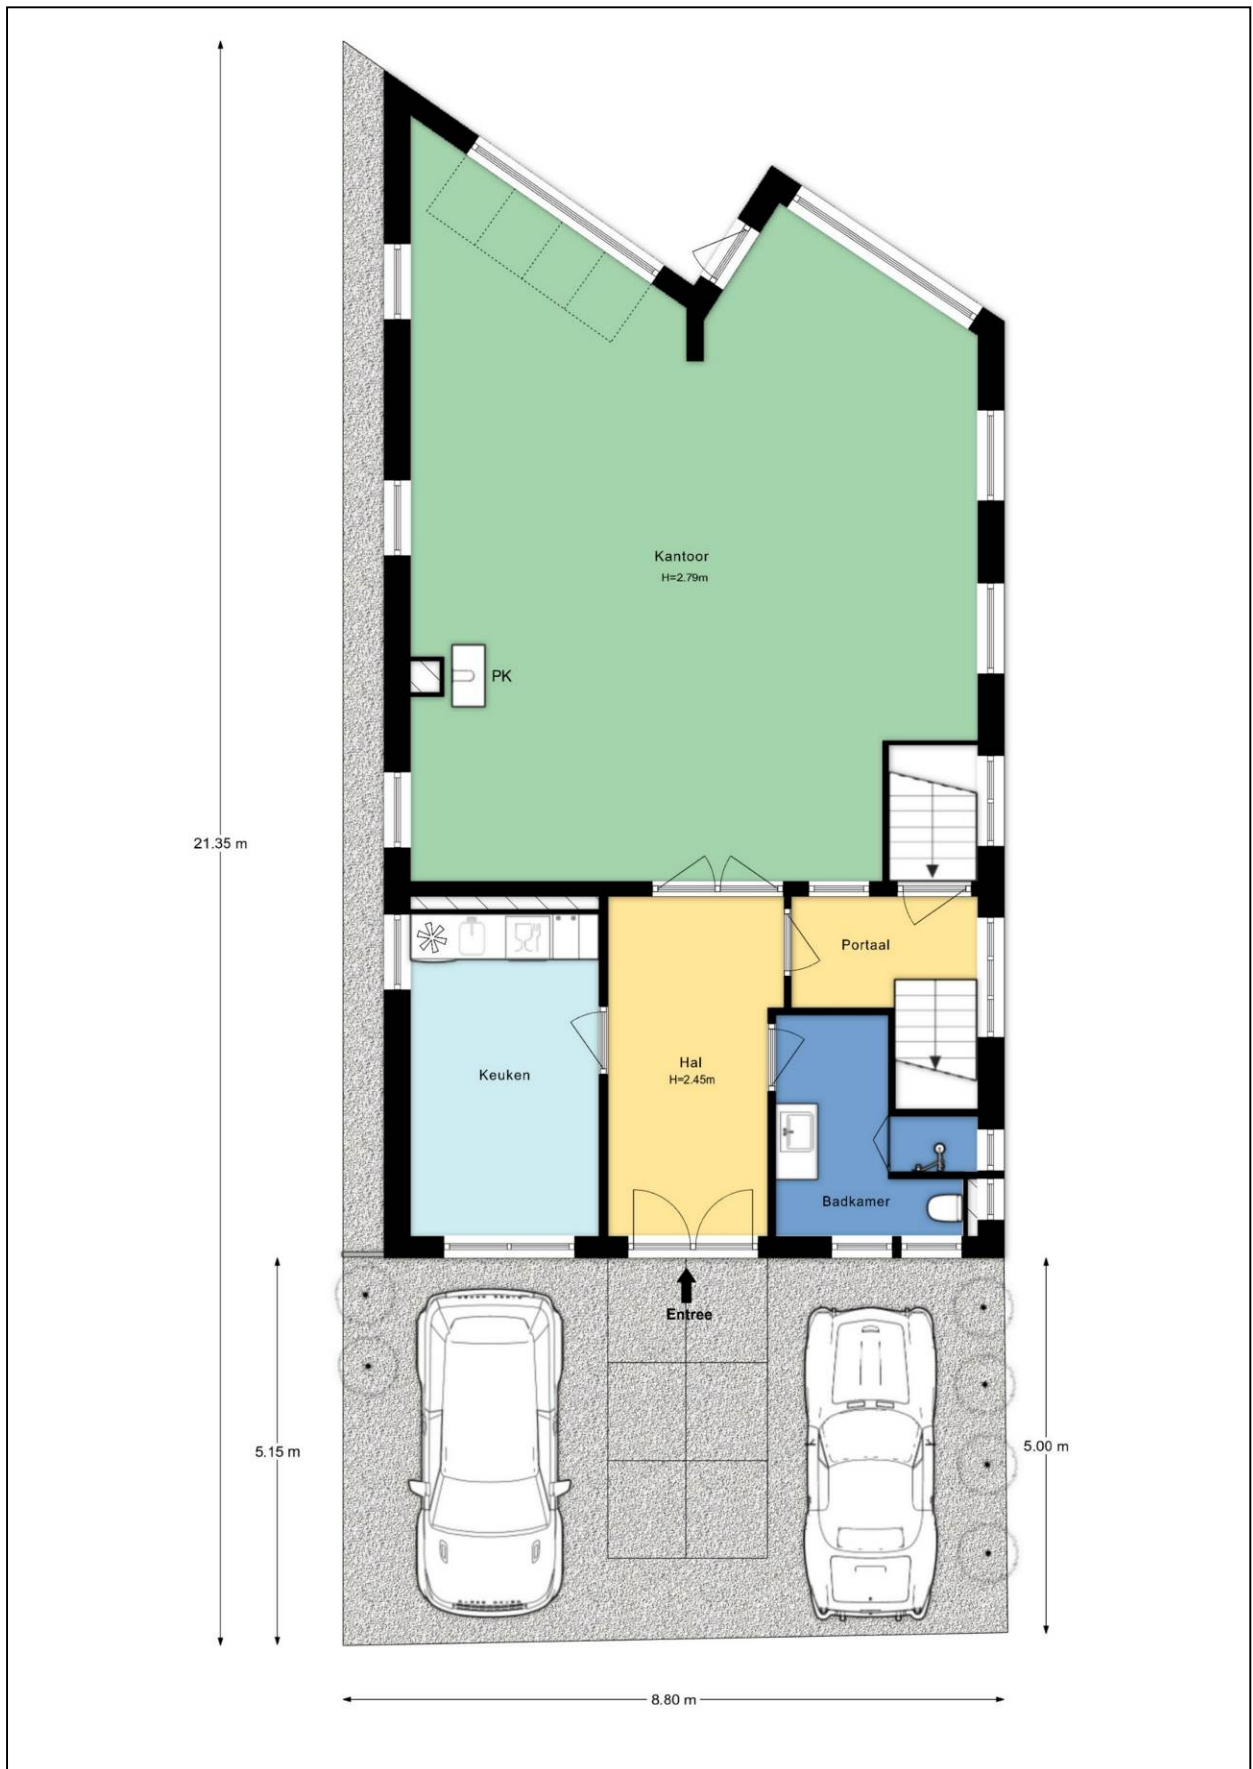 Kantoor
H=2.79m
PK
21.35 m
Portaal
Hal
H=2.45m
Keuken
Badkamer
Entree
5.15 m
5.00 m
8.80 m